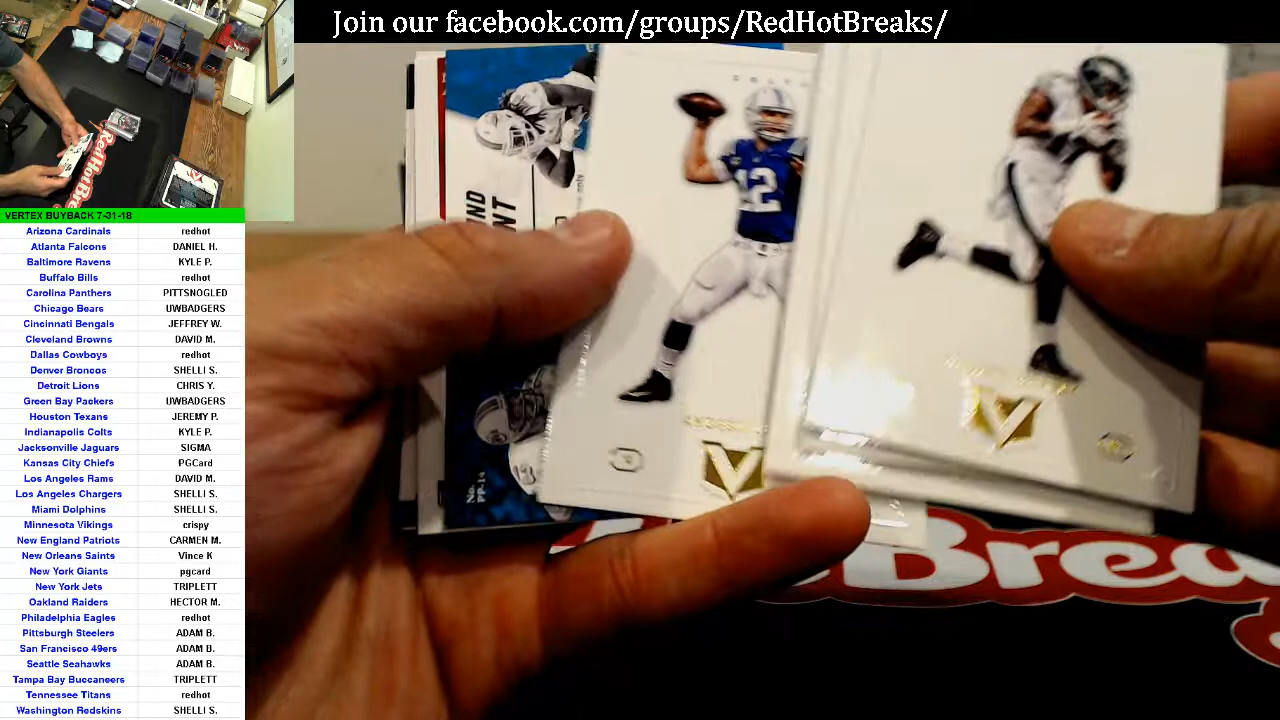 Join our facebook.com/groups/RedHotBreaks/
VERTEX BUYBACK 7-31-18
Arizona Cardinals redhot
Atlanta Falcons DANIEL H.
Baltimore Ravens KYLE P.
Buffalo Bills redhot
Carolina Panthers PITTSNOGLED
Chicago Bears UWBADGERS
Cincinnati Bengals JEFFREY W.
Cleveland Browns DAVID M.
Dallas Cowboys redhot
Denver Broncos SHELLI S.
Detroit Lions CHRIS Y.
Green Bay Packers UWBADGERS
Houston Texans JEREMY P.
Indianapolis Colts KYLE P.
Jacksonville Jaguars SIGMA
Kansas City Chiefs PGCard
Los Angeles Rams DAVID M.
Los Angeles Chargers SHELLI S.
Miami Dolphins SHELLI S.
Minnesota Vikings crispy
New England Patriots CARMEN M.
New Orleans Saints Vince K
New York Giants pgcard
New York Jets TRIPLETT
Oakland Raiders HECTOR M.
Philadelphia Eagles redhot
Pittsburgh Steelers ADAM B.
San Francisco 49ers ADAM B.
Seattle Seahawks ADAM B.
Tampa Bay Buccaneers TRIPLETT
Tennessee Titans redhot
Washington Redskins SHELLI S.
12
No.
PP-14